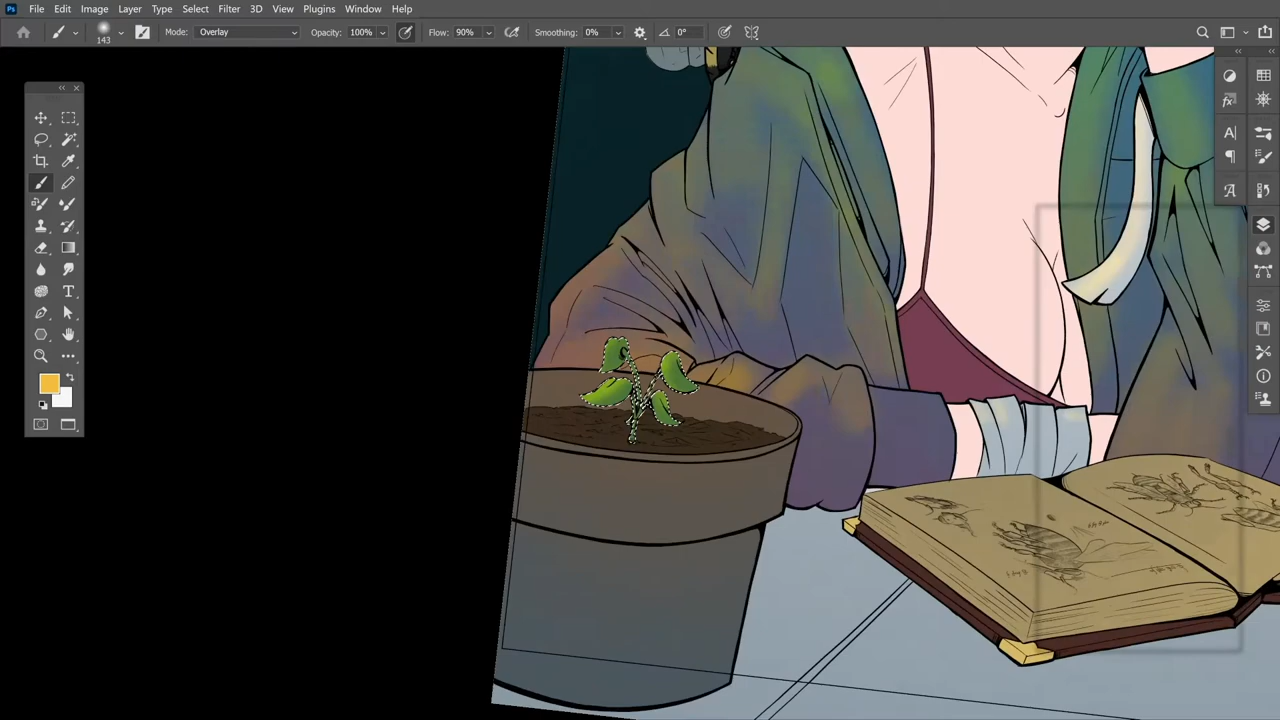 Ps File Edit Image Layer Type Select Filter 3D View Plugins Window Help
143 Mode: Overlay Opacity: 100% Flow: 90% Smoothing: 0% 0°